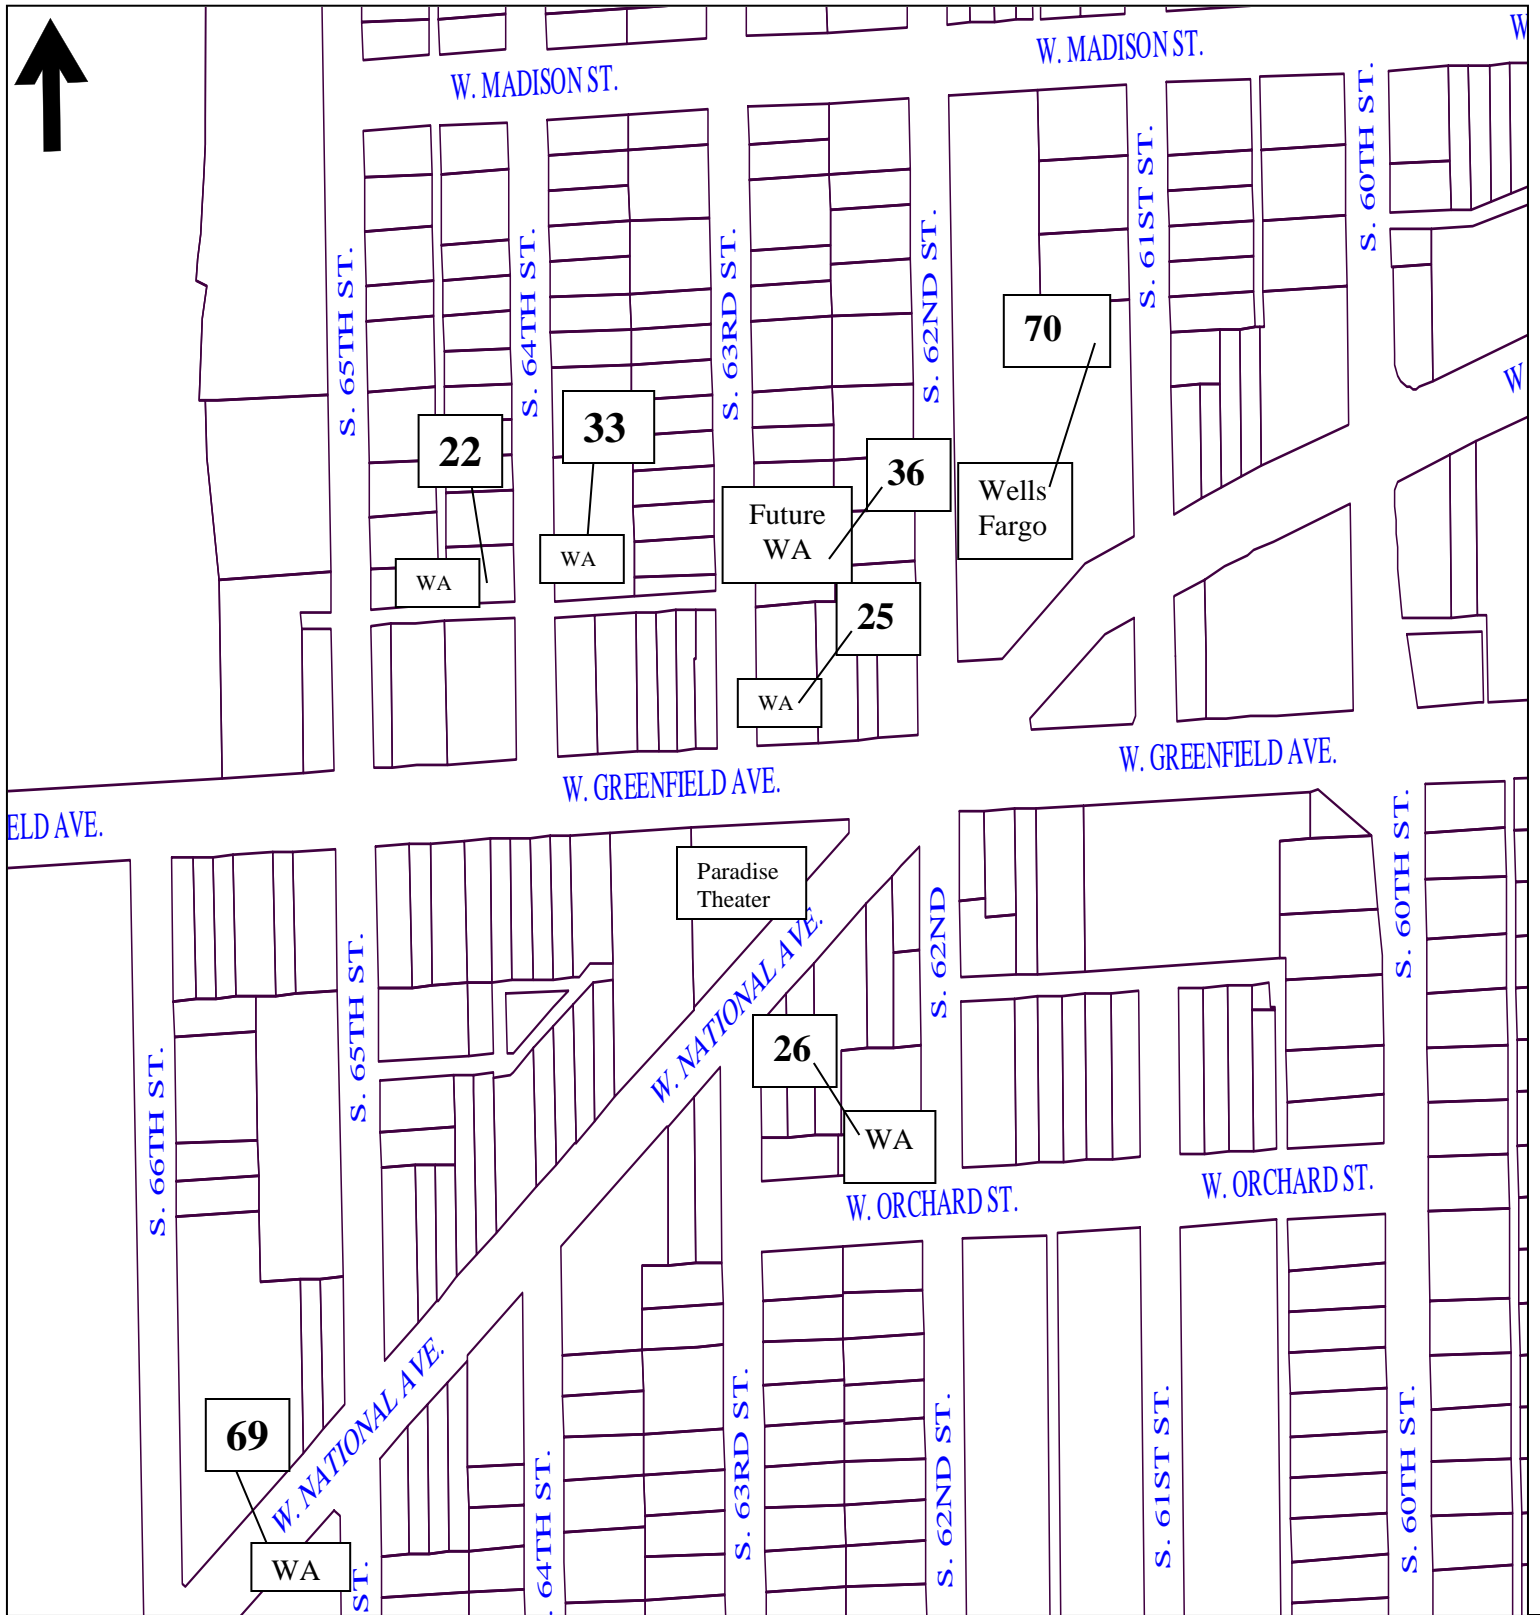 W
W. MADISON ST.
W. MADISON ST.
S. 60TH ST.
S. 61ST ST.
S. 62ND ST.
S. 63RD ST.
S. 64TH ST.
S. 65TH ST.
W
70
33
22
36
Wells
Fargo
Future
WA
WA
WA
25
WA
W. GREENFIELD AVE.
W. GREENFIELD AVE.
ELD AVE.
Paradise
Theater
S. 60TH ST.
S. 62ND
W. NATIONAL AVE.
S. 65TH ST.
S. 66TH ST.
26
WA
W. ORCHARD ST.
W. ORCHARD ST.
W. NATIONAL AVE.
69
WA
ST.
. 64TH ST.
S. 63RD ST.
S. 62ND ST.
S. 61ST ST.
S. 60TH ST.